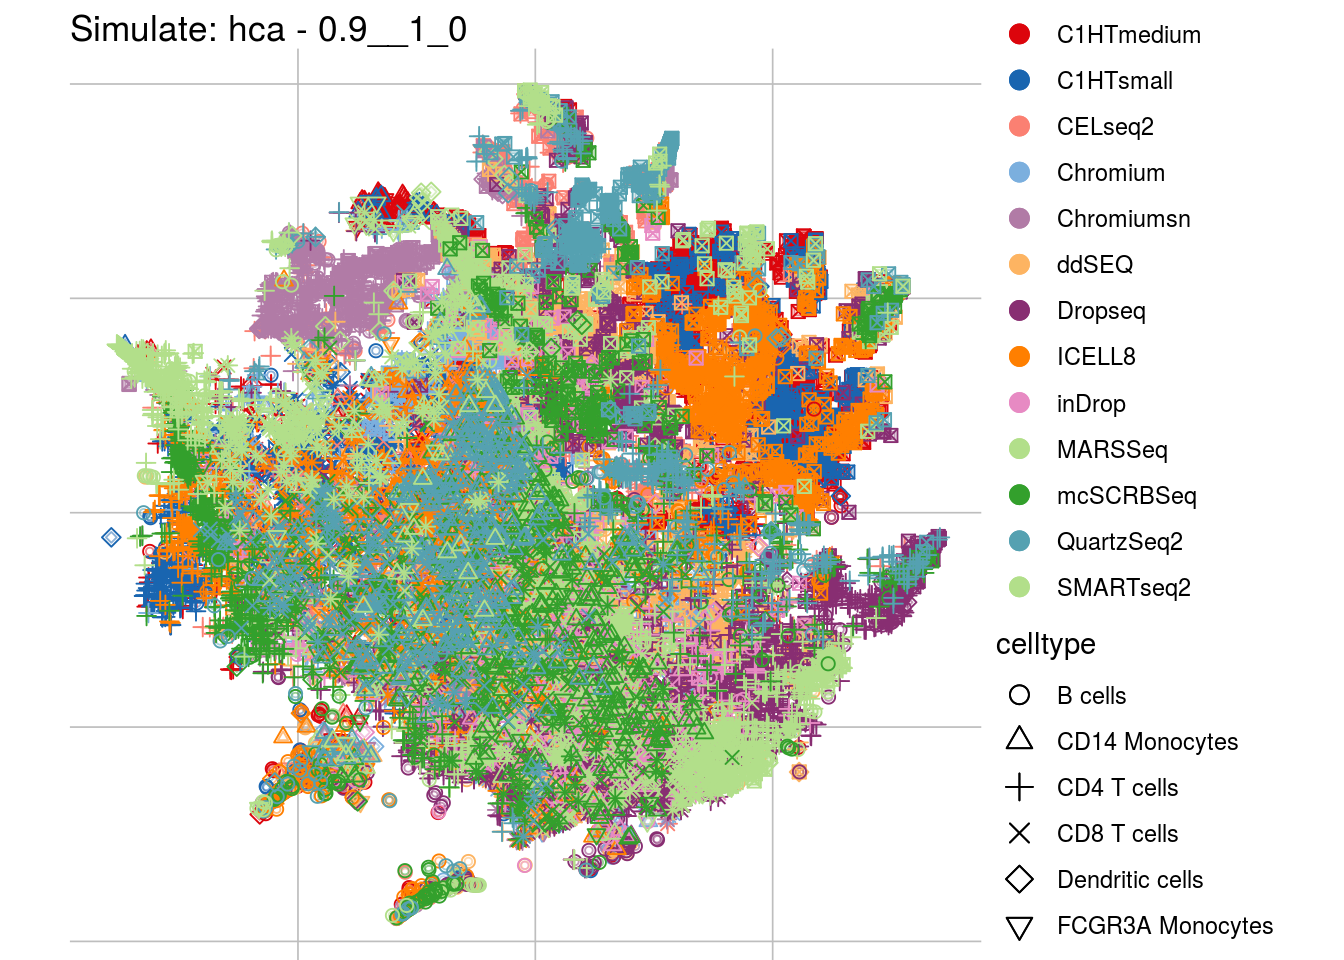 Simulate: hca - 0.9__1_0
C1HTmedium
C1HTsmall
CELseq2
Chromium
Chromiumsn
ddSEQ
Dropseq
ICELL8
inDrop
MARSSeq
mcSCRBSeq
QuartzSeq2
SMARTseq2
celltype
B cells
CD14 Monocytes
CD4 T cells
CD8 T cells
Dendritic cells
FCGR3A Monocytes